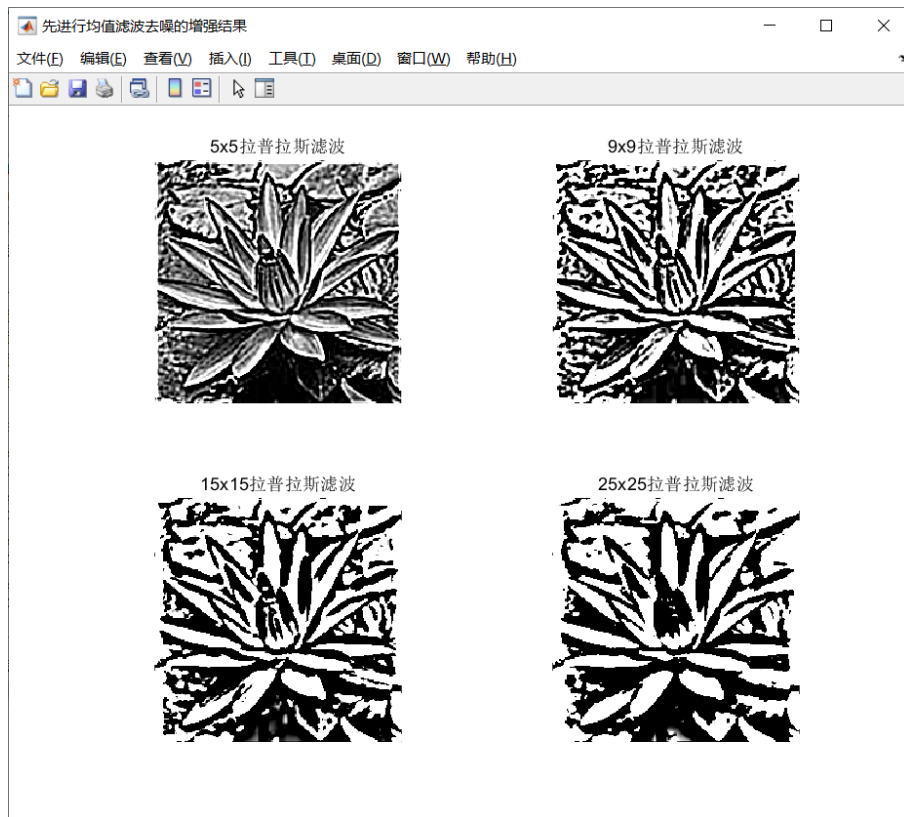 先进行均值滤波去噪的增强结果
文件(F) 编辑(E) 查看(V) 插入(I) 工具(T) 桌面(D) 窗口(W) 帮助(H)
5x5拉普拉斯滤波 9x9拉普拉斯滤波
15x15拉普拉斯滤波 25x25拉普拉斯滤波